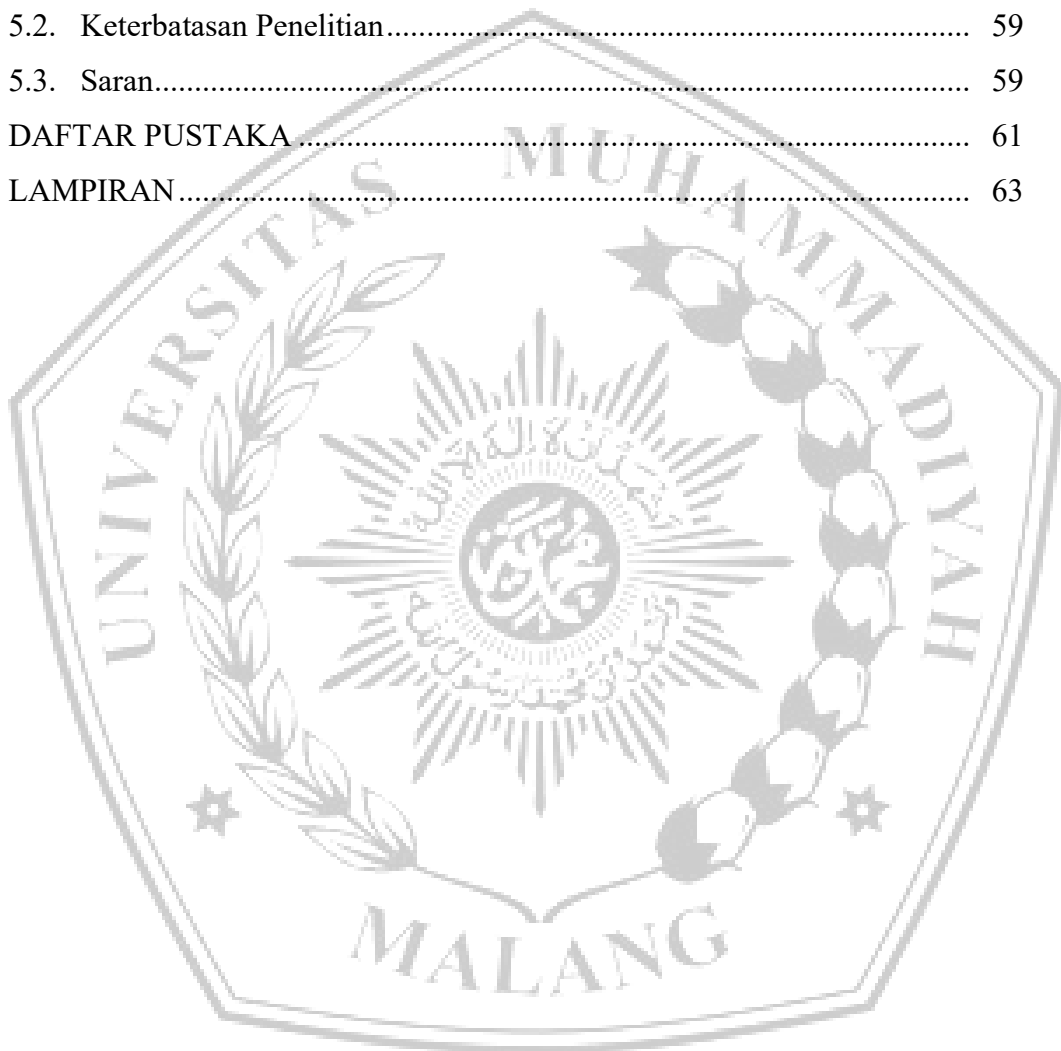 5.2. Keterbatasan Penelitian.......................................................................... 59
5.3. Saran....................................................................................................... 59
DAFTAR PUSTAKA ..................................................................................... 61
LAMPIRAN.................................................................................................... 63
UNIVERSITAS MUHAMMADIYAH
MALANG